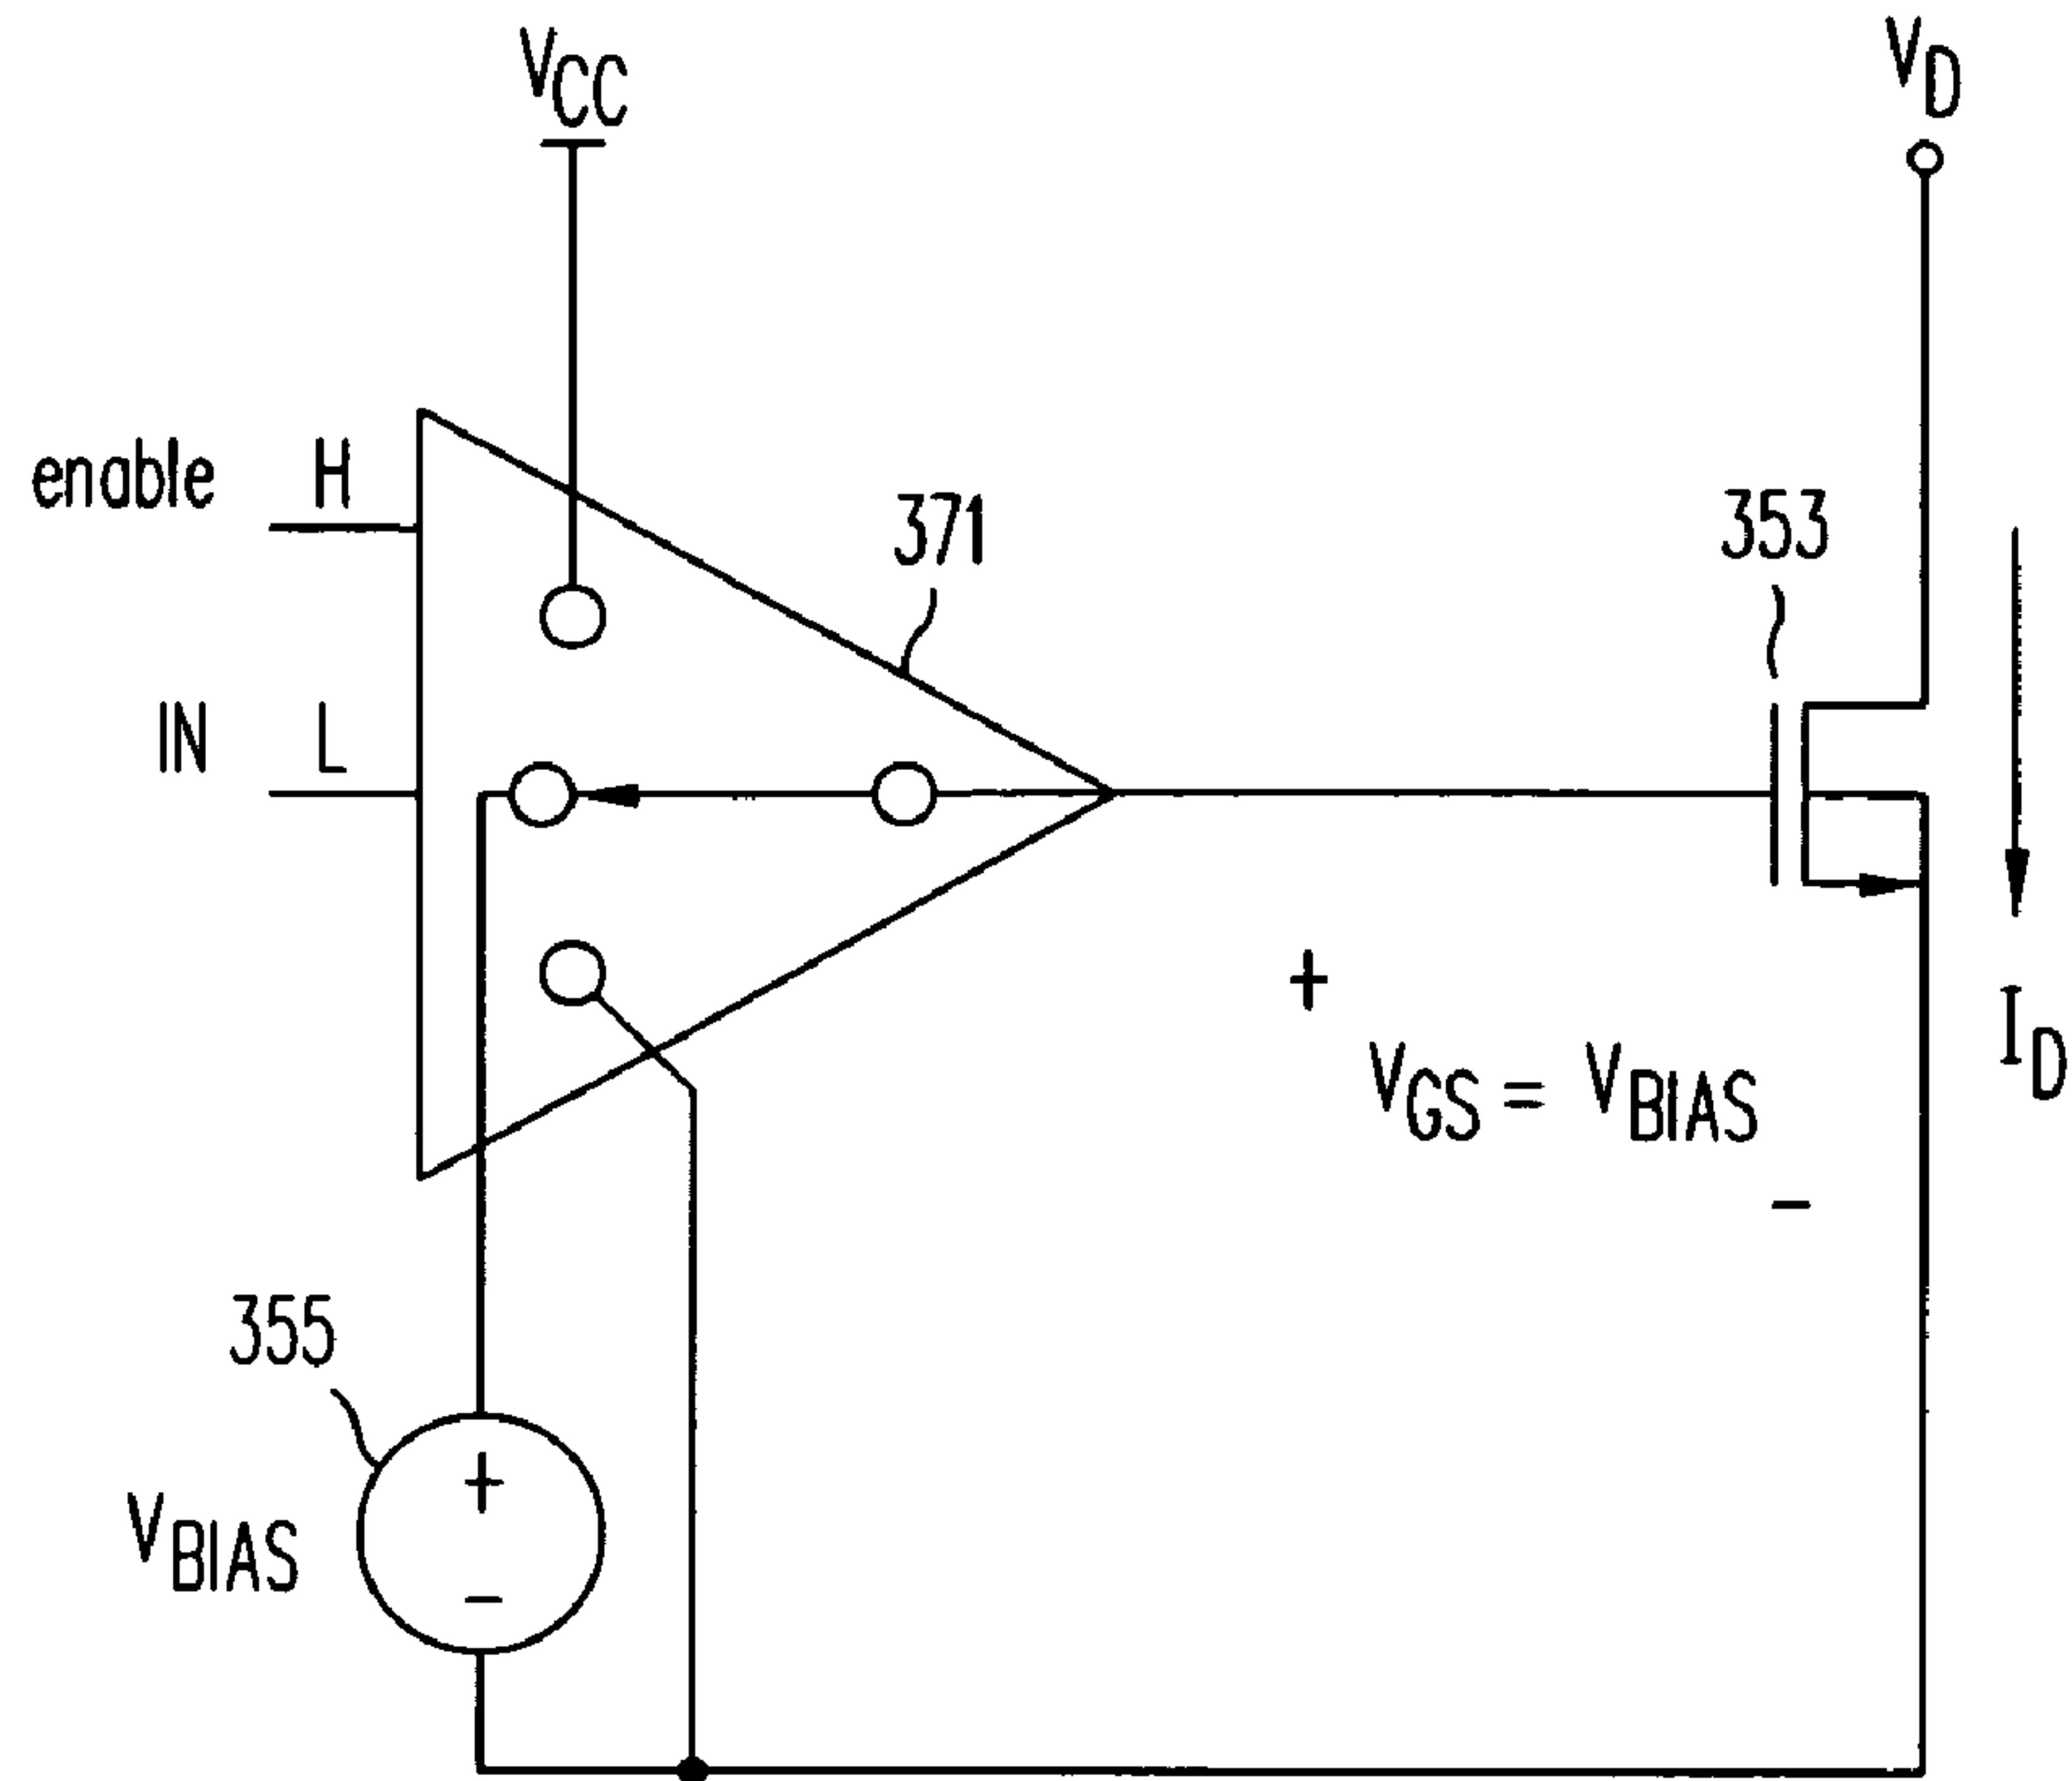 VCC
VD
enable H
371
353
IN L
+
ID
VGS = VBIAS
−
355
+
VBIAS
−